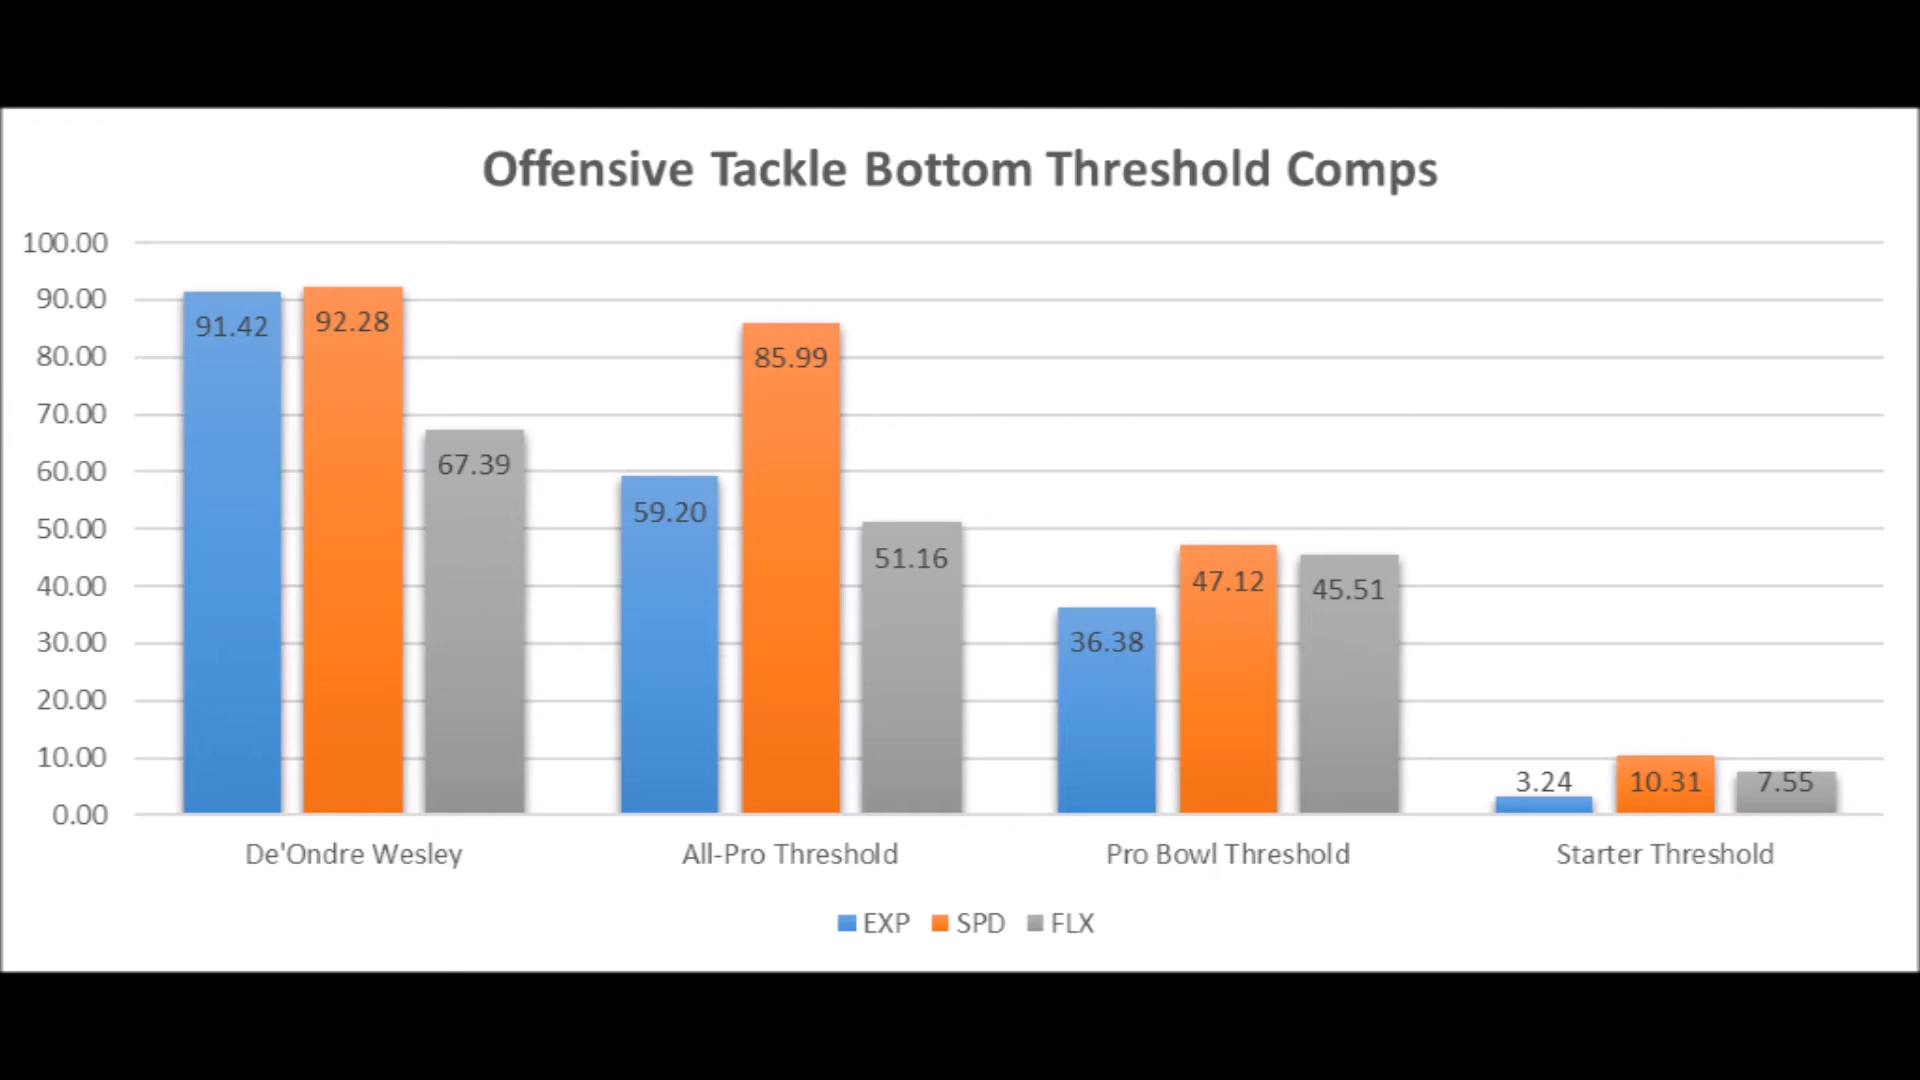 Offensive Tackle Bottom Threshold Comps
100.00
90.00
80.00
70.00
60.00
50.00
40.00
30.00
20.00
10.00
0.00
91.42 92.28 67.39
59.20 85.99 51.16
36.38 47.12 45.51
3.24 10.31 7.55
De'Ondre Wesley All-Pro Threshold Pro Bowl Threshold Starter Threshold
EXP SPD FLX